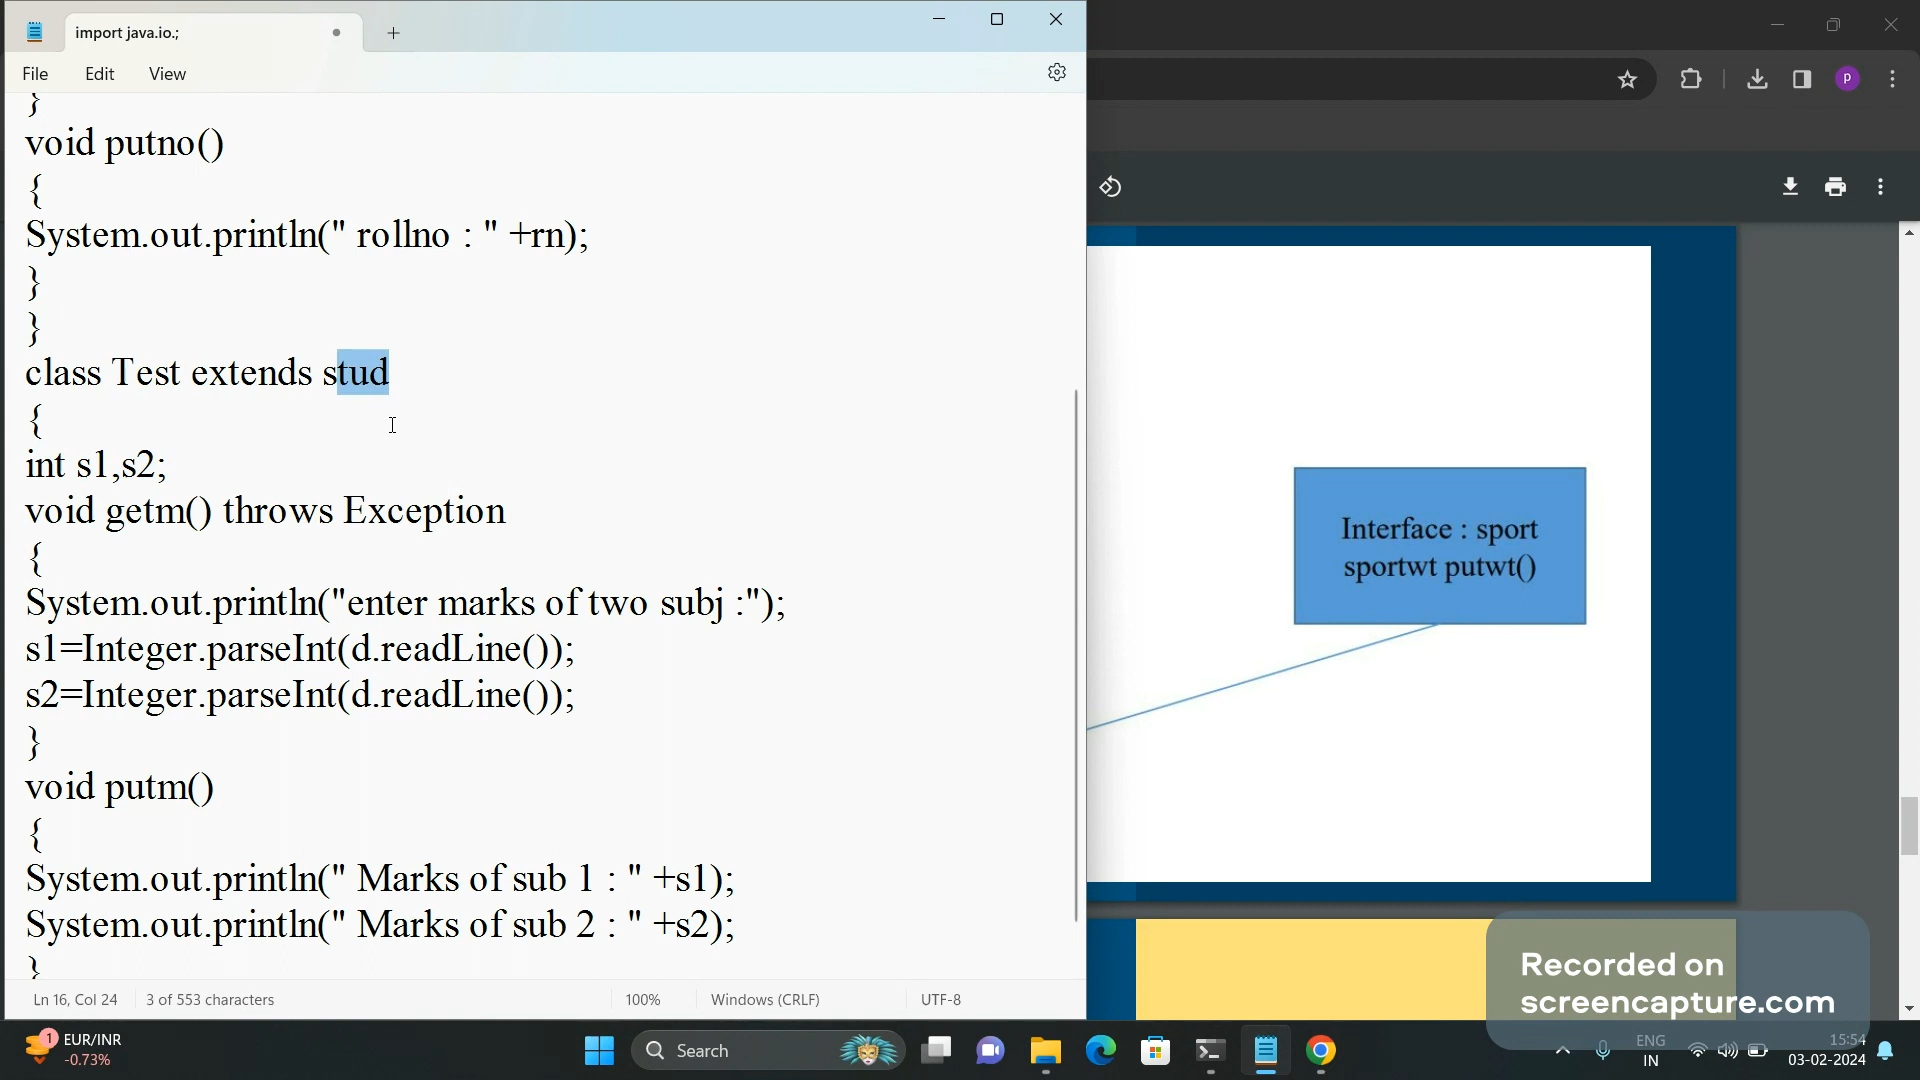 import java.io.;
File Edit View
}
void putno()
{
System.out.println(" rollno : " +rn);
}
}
class Test extends stud
{
int s1,s2;
void getm() throws Exception
{
System.out.println("enter marks of two subj :");
s1=Integer.parseInt(d.readLine());
s2=Integer.parseInt(d.readLine());
}
void putm()
{
System.out.println(" Marks of sub 1 : " +s1);
System.out.println(" Marks of sub 2 : " +s2);
}
Ln 16, Col 24 3 of 553 characters 100% Windows (CRLF) UTF-8
P
Interface : sport
sportwt putwt()
Recorded on
screencapture.com
1
EUR/INR
-0.73%
Search
ENG
IN
15:54
03-02-2024